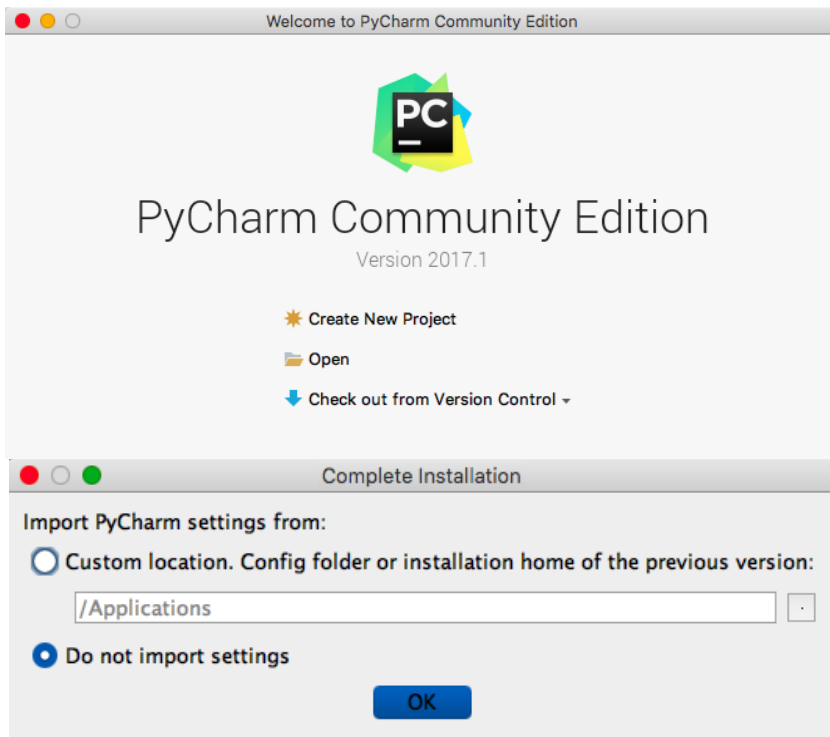 Welcome to PyCharm Community Edition
PC
PyCharm Community Edition
Version 2017.1
Create New Project
Open
Check out from Version Control
Complete Installation
Import PyCharm settings from:
Custom location. Config folder or installation home of the previous version:
/Applications
Do not import settings
OK